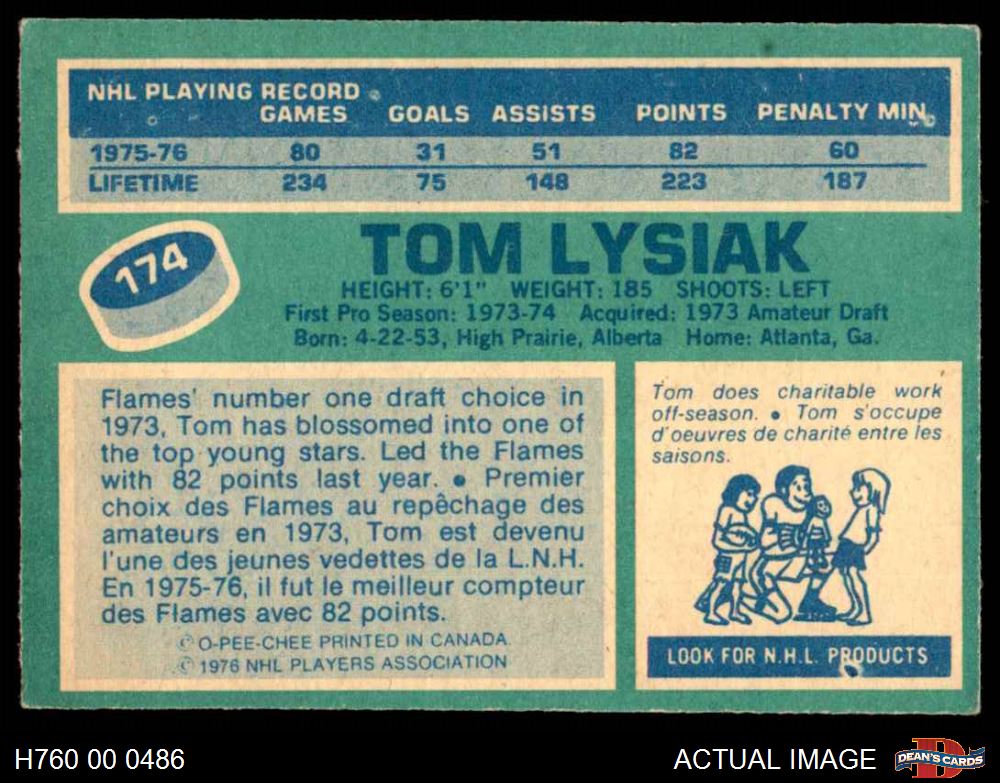 NHL PLAYING RECORD
GAMES GOALS ASSISTS POINTS PENALTY MIN.
1975-76 80 31 51 82 60
LIFETIME 234 75 148 223 187
174
TOM LYSIAK
HEIGHT: 6'1" WEIGHT: 185 SHOOTS: LEFT
First Pro Season: 1973-74 Acquired: 1973 Amateur Draft
Born: 4-22-53, High Prairie, Alberta Home: Atlanta, Ga.
Flames' number one draft choice in
1973, Tom has blossomed into one of
the top young stars. Led the Flames
with 82 points last year. ● Premier
choix des Flames au repêchage des
amateurs en 1973, Tom est devenu
l'une des jeunes vedettes de la L.N.H.
En 1975-76, il fut le meilleur compteur
des Flames avec 82 points.
© O-PEE-CHEE PRINTED IN CANADA
© 1976 NHL PLAYERS ASSOCIATION
Tom does charitable work
off-season. ● Tom s'occupe
d'oeuvres de charité entre les
saisons.
LOOK FOR N.H.L. PRODUCTS
H760 00 0486
ACTUAL IMAGE
D
DEAN'S CARDS